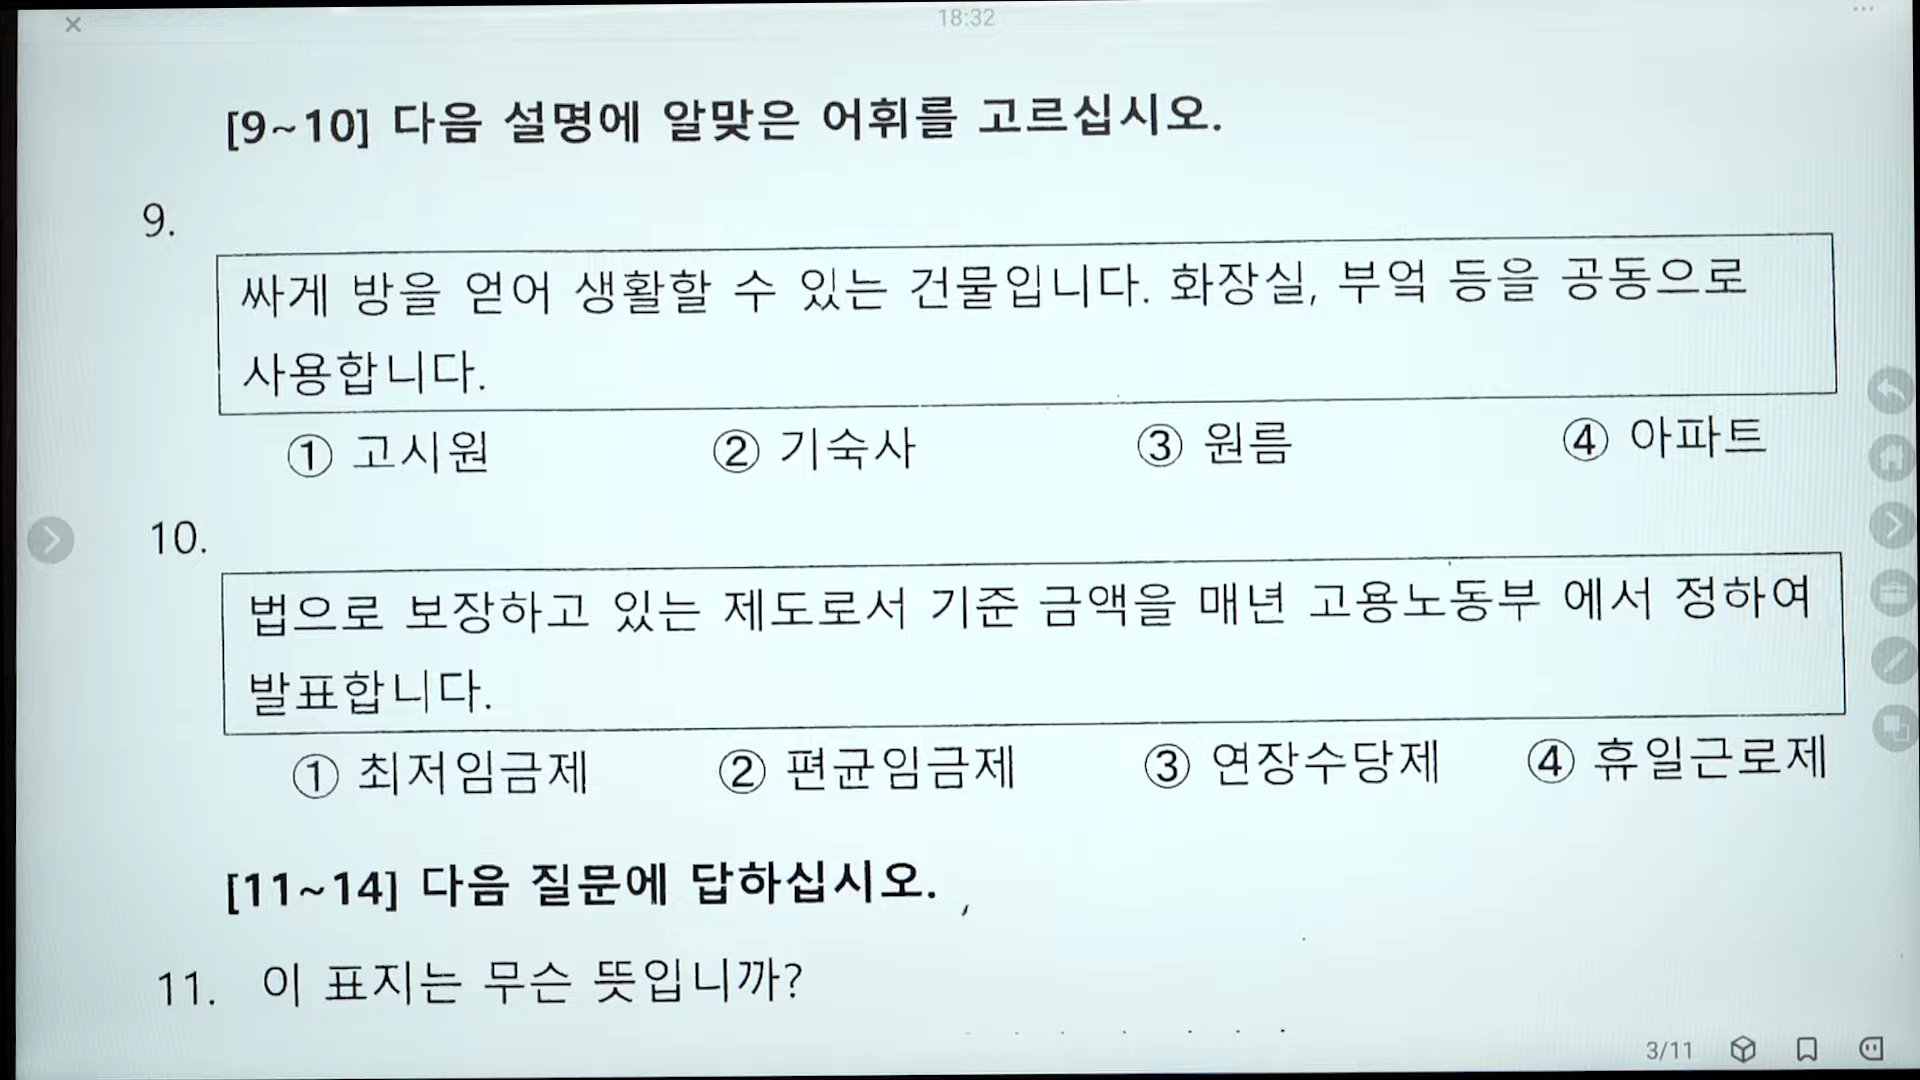 18:32
[9~10] 다음 설명에 알맞은 어휘를 고르십시오.
9.
싸게 방을 얻어 생활할 수 있는 건물입니다. 화장실, 부엌 등을 공동으로
사용합니다.
① 고시원 ② 기숙사 ③ 원름 ④ 아파트
10.
법으로 보장하고 있는 제도로서 기준 금액을 매년 고용노동부 에서 정하여
발표합니다.
① 최저임금제 ② 편균임금제 ③ 연장수당제 ④ 휴일근로제
[11~14] 다음 질문에 답하십시오.
11. 이 표지는 무슨 뜻입니까?
3/11